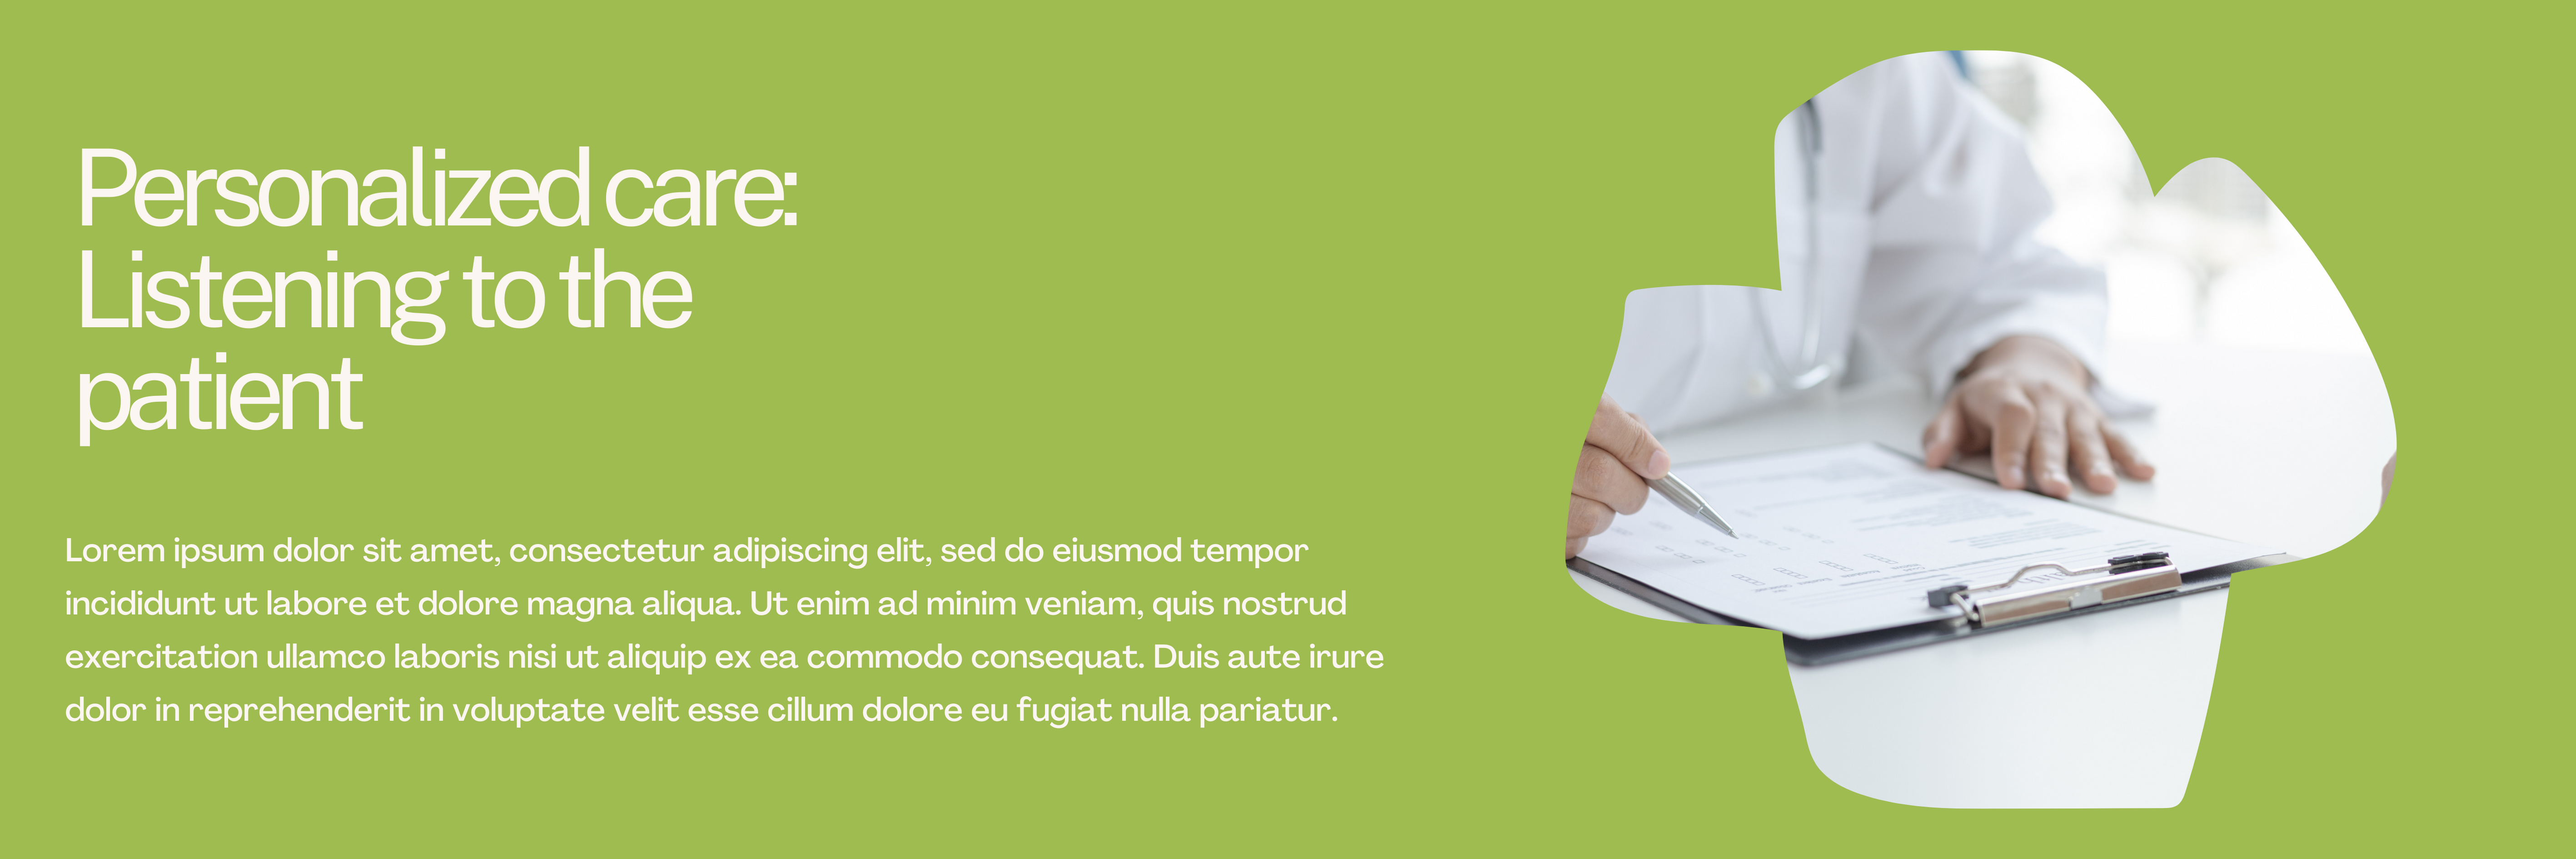 Personalized care:
Listening to the
patient
Lorem ipsum dolor sit amet, consectetur adipiscing elit, sed do eiusmod tempor
incididunt ut labore et dolore magna aliqua. Ut enim ad minim veniam, quis nostrud
exercitation ullamco laboris nisi ut aliquip ex ea commodo consequat. Duis aute irure
dolor in reprehenderit in voluptate velit esse cillum dolore eu fugiat nulla pariatur.